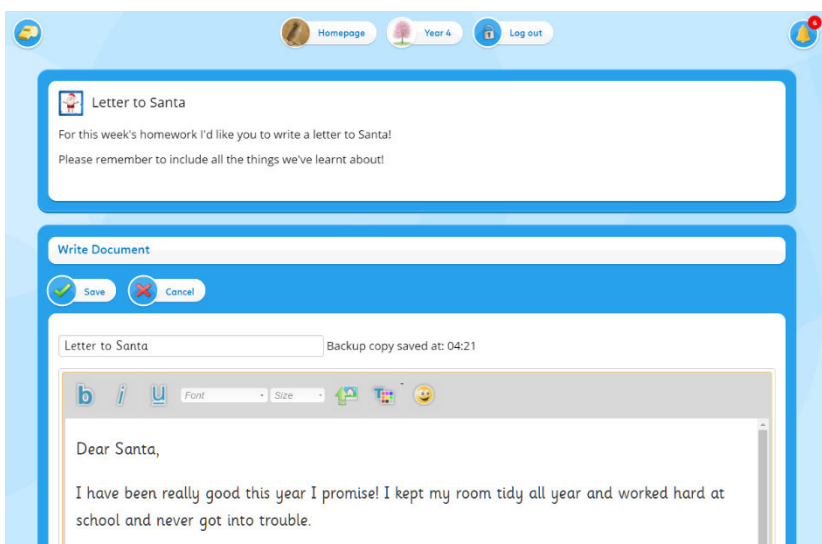 Homepage Year 4 Log out 6
Letter to Santa
For this week's homework I'd like you to write a letter to Santa!
Please remember to include all the things we've learnt about!
Write Document
Save Cancel
Letter to Santa Backup copy saved at: 04:21
b i U Font Size T
Dear Santa,
I have been really good this year I promise! I kept my room tidy all year and worked hard at
school and never got into trouble.